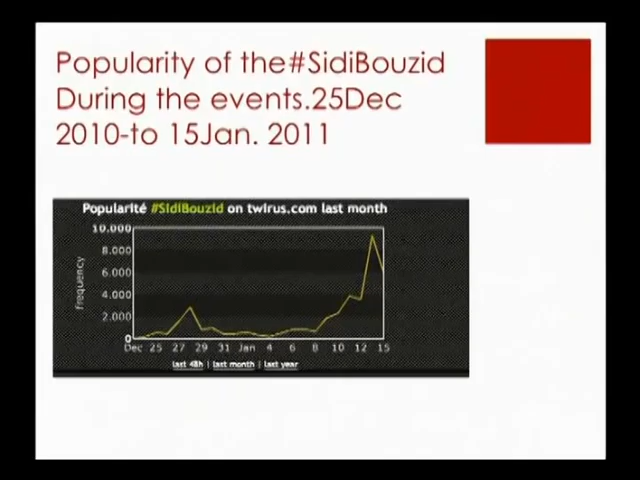 Popularity of the#SidiBouzid
During the events.25Dec
2010-to 15Jan. 2011
Popularité #SidiBouzid on twirus.com last month
frequency
10.000
8.000
6.000
4.000
2.000
0
Dec 25 27 29 31 Jan 4 6 8 10 12 15
last 48h | last month | last year